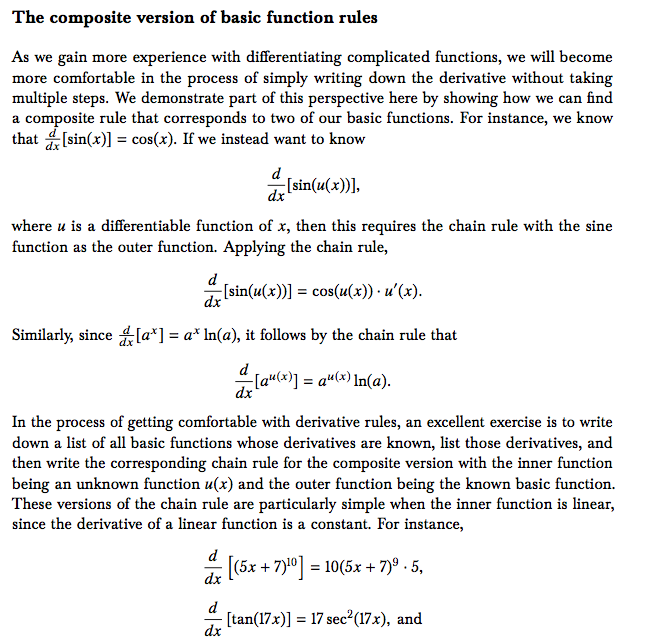 The composite version of basic function rules
As we gain more experience with differentiating complicated functions, we will become
more comfortable in the process of simply writing down the derivative without taking
multiple steps. We demonstrate part of this perspective here by showing how we can find
a composite rule that corresponds to two of our basic functions. For instance, we know
that d/dx[sin(x)] = cos(x). If we instead want to know
d/dx[sin(u(x))],
where u is a differentiable function of x, then this requires the chain rule with the sine
function as the outer function. Applying the chain rule,
d/dx[sin(u(x))] = cos(u(x)) · u′(x).
Similarly, since d/dx[a^x] = a^x ln(a), it follows by the chain rule that
d/dx[a^{u(x)}] = a^{u(x)} ln(a).
In the process of getting comfortable with derivative rules, an excellent exercise is to write
down a list of all basic functions whose derivatives are known, list those derivatives, and
then write the corresponding chain rule for the composite version with the inner function
being an unknown function u(x) and the outer function being the known basic function.
These versions of the chain rule are particularly simple when the inner function is linear,
since the derivative of a linear function is a constant. For instance,
d/dx [(5x + 7)^10] = 10(5x + 7)^9 · 5,
d/dx [tan(17x)] = 17 sec^2(17x), and